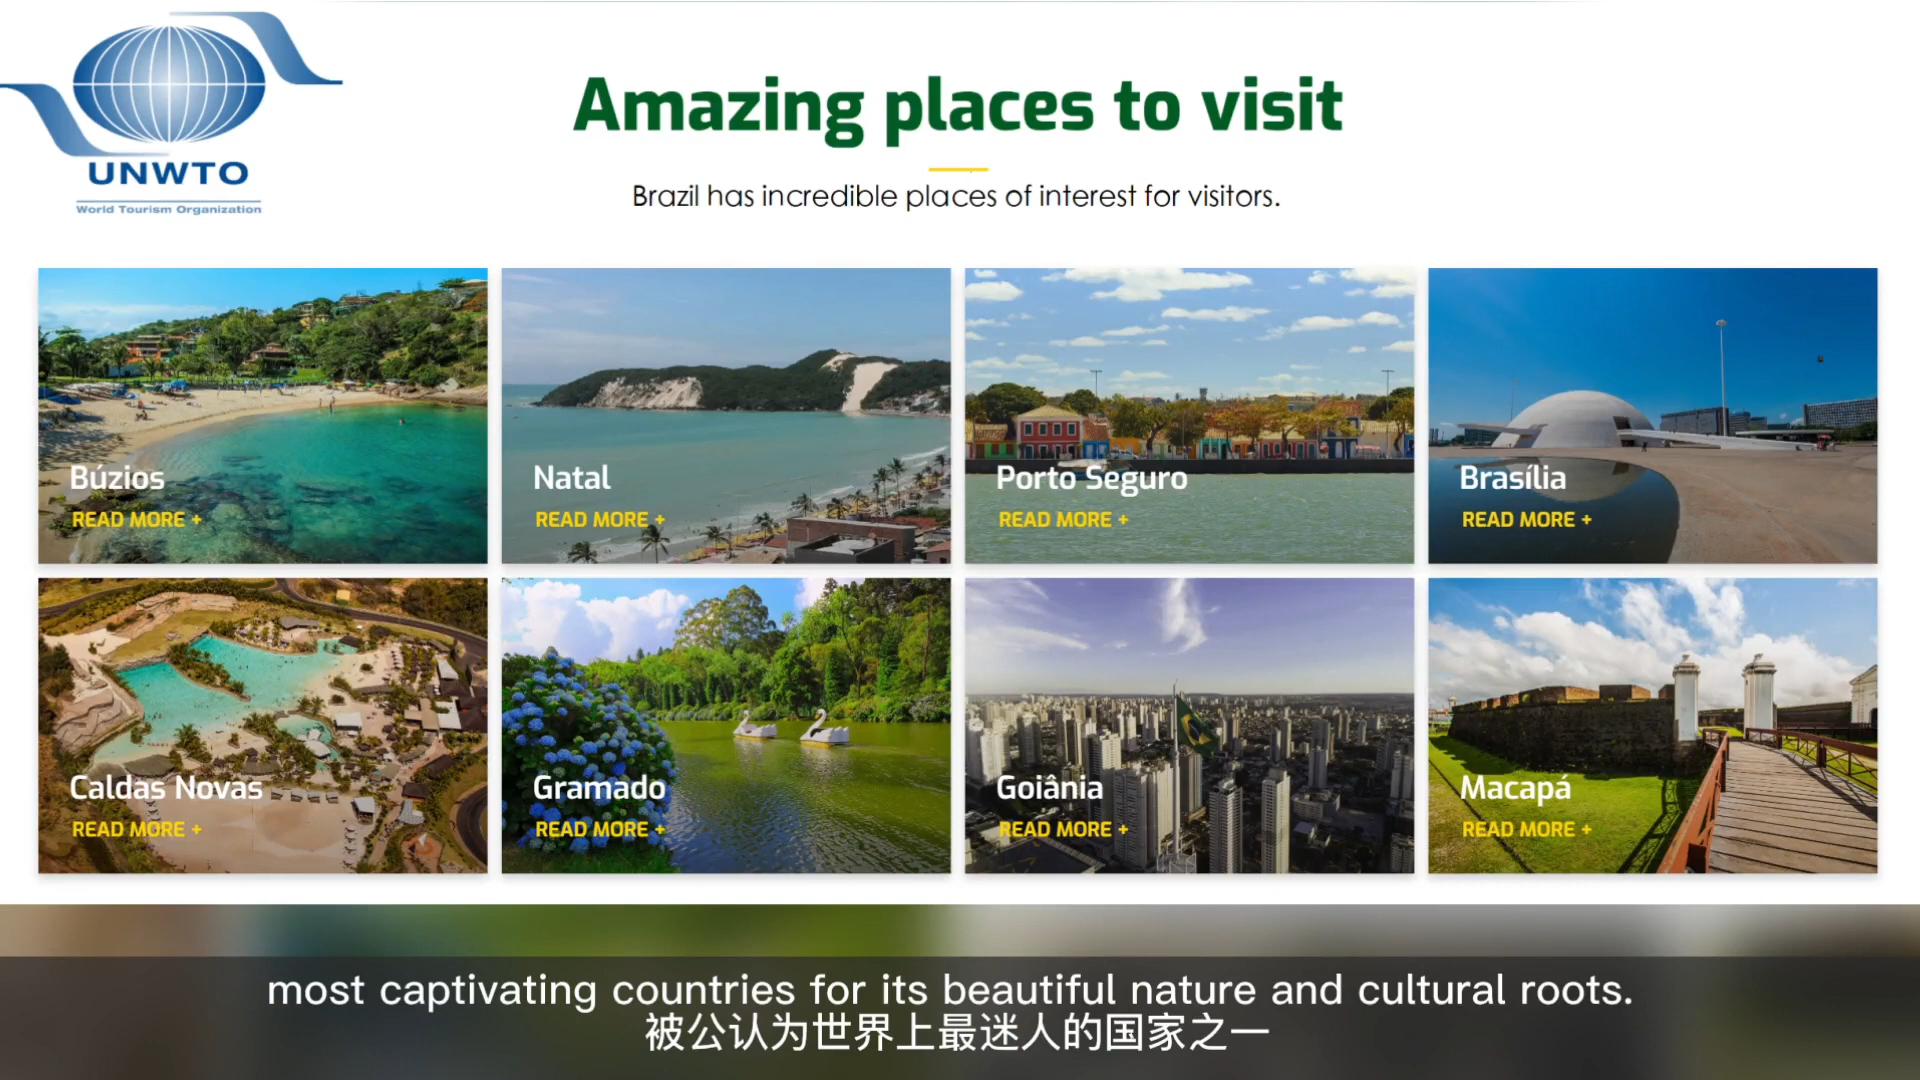 UNWTO
World Tourism Organization
Amazing places to visit
Brazil has incredible places of interest for visitors.
Búzios
READ MORE +
Natal
READ MORE +
Porto Seguro
READ MORE +
Brasília
READ MORE +
Caldas Novas
READ MORE +
Gramado
READ MORE +
Goiânia
READ MORE +
Macapá
READ MORE +
most captivating countries for its beautiful nature and cultural roots.
被公认为世界上最迷人的国家之一